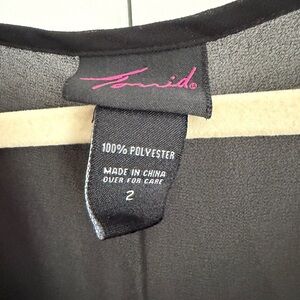 Torrid®
100% POLYESTER
MADE IN CHINA
OVER FOR CARE
2